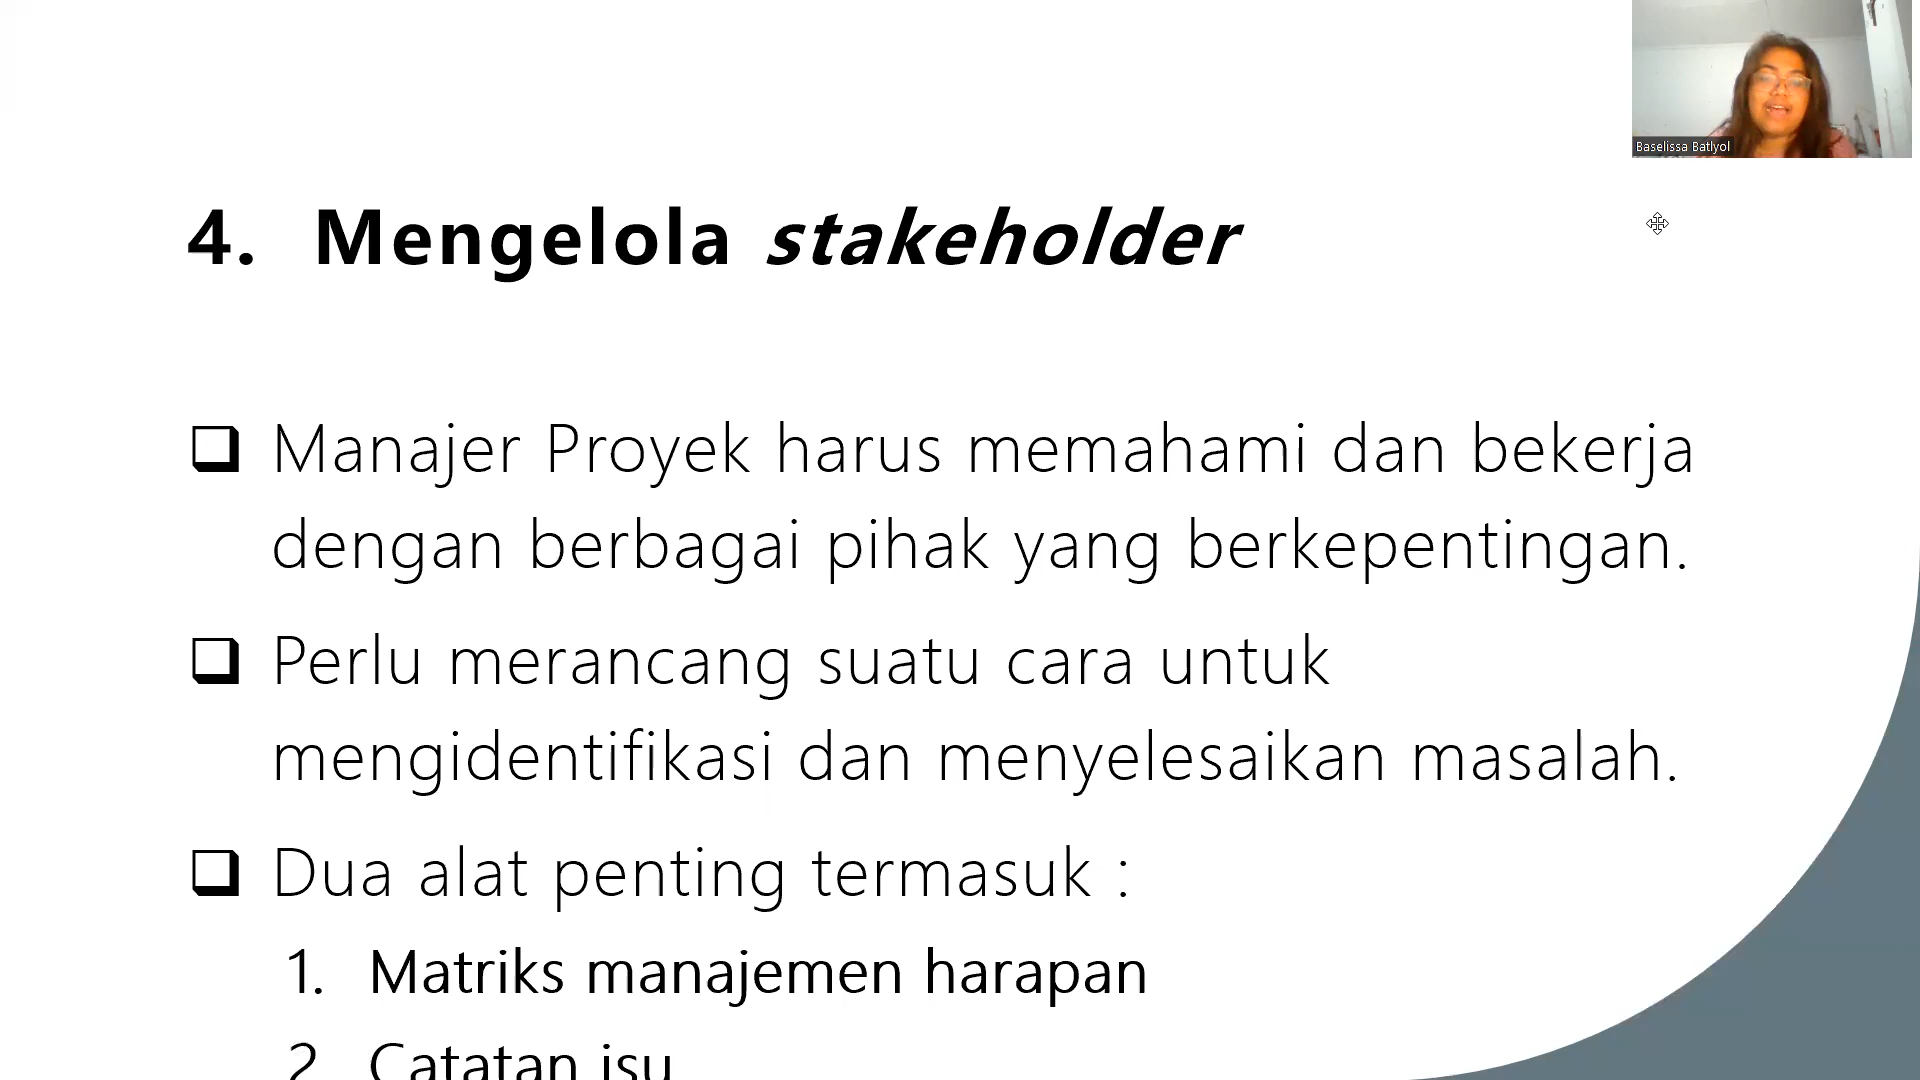 Baselissa Batlyol
4. Mengelola stakeholder
❑ Manajer Proyek harus memahami dan bekerja
dengan berbagai pihak yang berkepentingan.
❑ Perlu merancang suatu cara untuk
mengidentifikasi dan menyelesaikan masalah.
❑ Dua alat penting termasuk :
1. Matriks manajemen harapan
2. Catatan isu